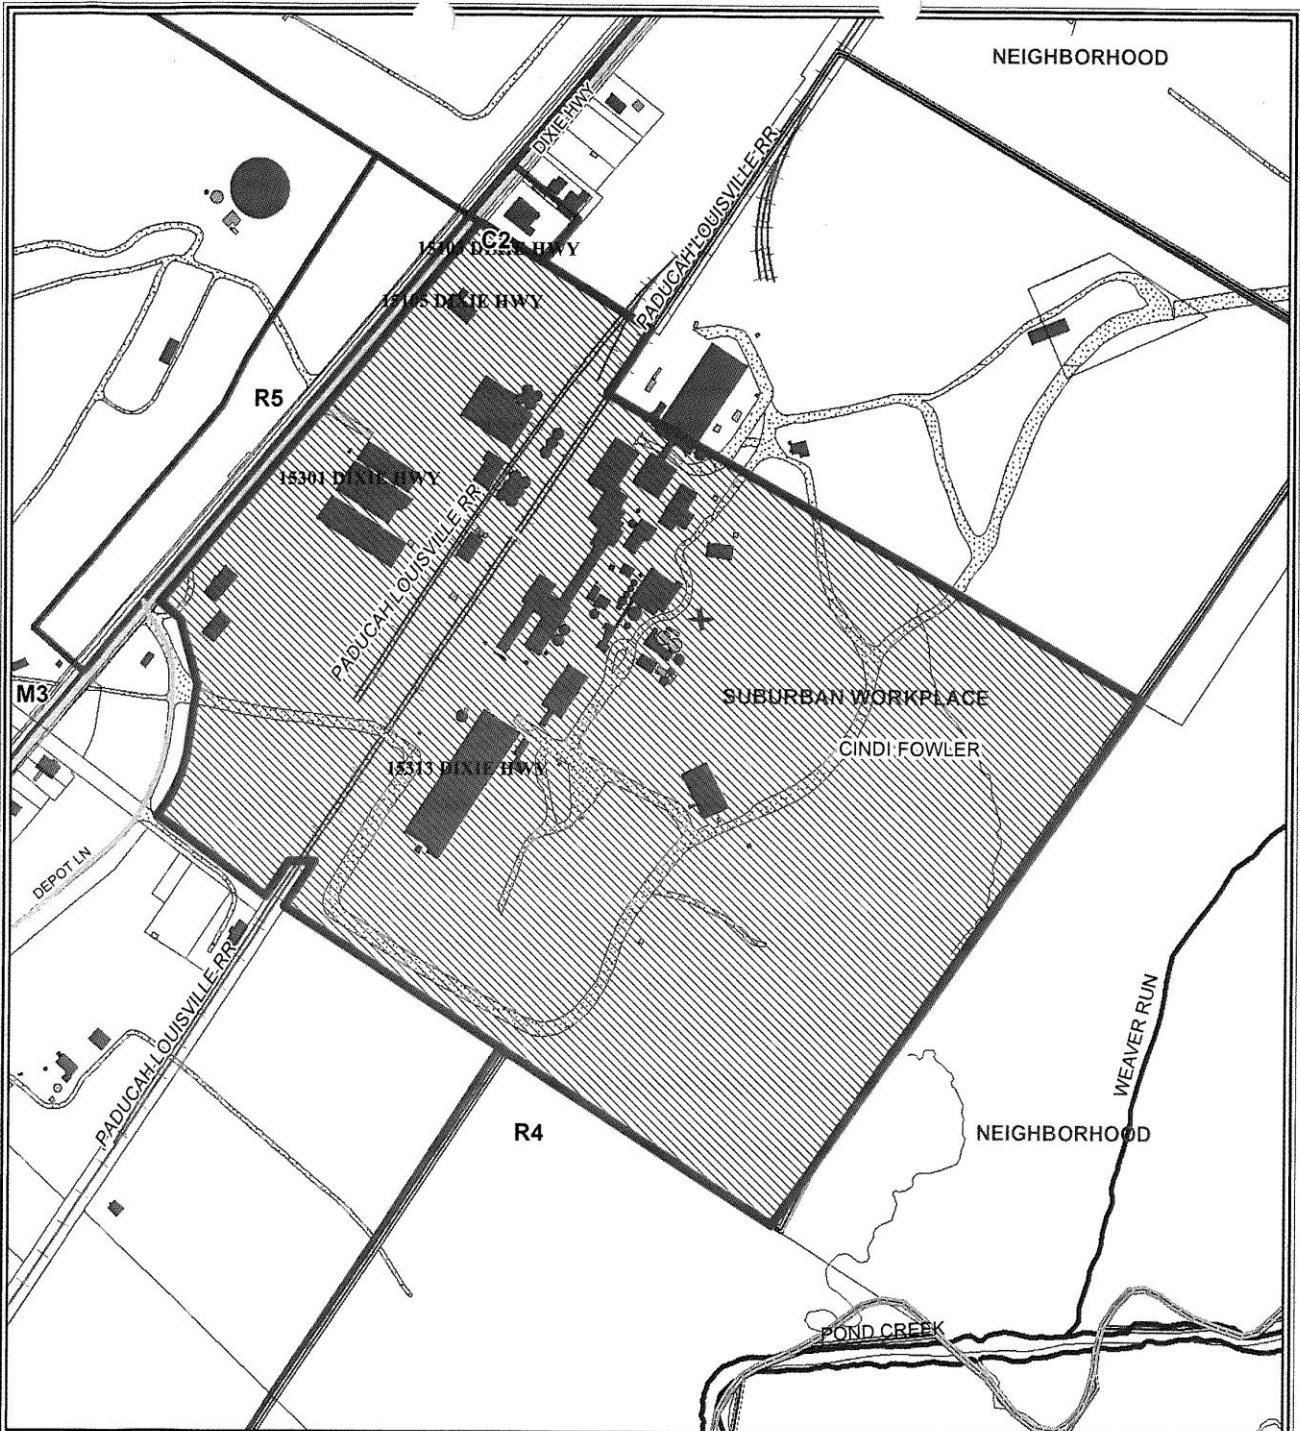 NEIGHBORHOOD
DIXIE HWY
PADUCAH LOUISVILLE RR
C2
DIXIE HWY
15105 DIXIE HWY
R5
15301 DIXIE HWY
PADUCAH LOUISVILLE RR
X
M3
SUBURBAN WORKPLACE
CINDI FOWLER
15313 DIXIE HWY
DEPOT LN
PADUCAH LOUISVILLE RR
WEAVER RUN
R4
NEIGHBORHOOD
POND CREEK